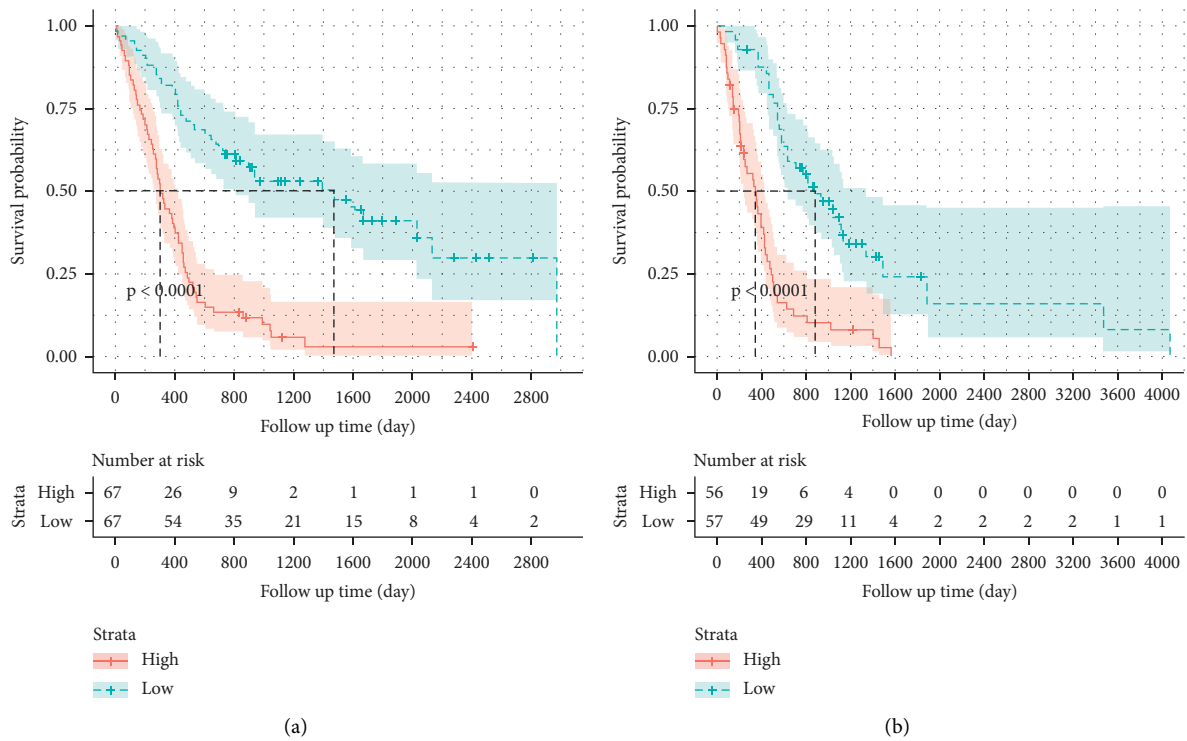 1.00
0.75
0.50
0.25
0.00
Survival probability
p < 0.0001
0 400 800 1200 1600 2000 2400 2800
Follow up time (day)
Number at risk
Strata
High 67 26 9 2 1 1 1 0
Low 67 54 35 21 15 8 4 2
0 400 800 1200 1600 2000 2400 2800
Follow up time (day)
Strata
High
Low
(a)
1.00
0.75
0.50
0.25
0.00
Survival probability
p < 0.0001
0 400 800 1200 1600 2000 2400 2800 3200 3600 4000
Follow up time (day)
Number at risk
Strata
High 56 19 6 4 0 0 0 0 0 0 0
Low 57 49 29 11 4 2 2 2 2 1 1
0 400 800 1200 1600 2000 2400 2800 3200 3600 4000
Follow up time (day)
Strata
High
Low
(b)